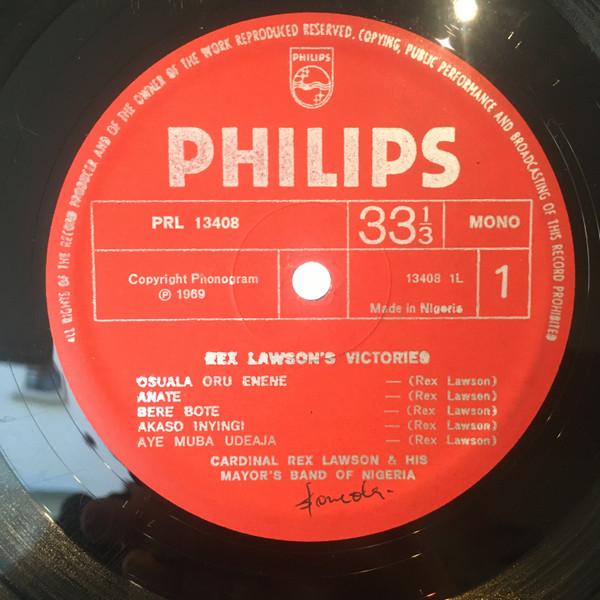 ALL RIGHTS OF THE RECORD PRODUCER AND OF THE OWNER OF THE WORK REPRODUCED RESERVED. COPYING, PUBLIC PERFORMANCE AND BROADCASTING OF THIS RECORD PROHIBITED
PHILIPS
PHILIPS
PRL 13408
33 1/3
MONO
Copyright Phonogram
℗ 1969
13408 1L
Made in Nigeria
1
REX LAWSON'S VICTORIES
OSUALA ORU ENENE — (Rex Lawson)
ANATE — (Rex Lawson)
BERE BOTE — (Rex Lawson)
AKASO INYINGI — (Rex Lawson)
AYE MUBA UDEAJA — (Rex Lawson)
CARDINAL REX LAWSON & HIS
MAYOR'S BAND OF NIGERIA